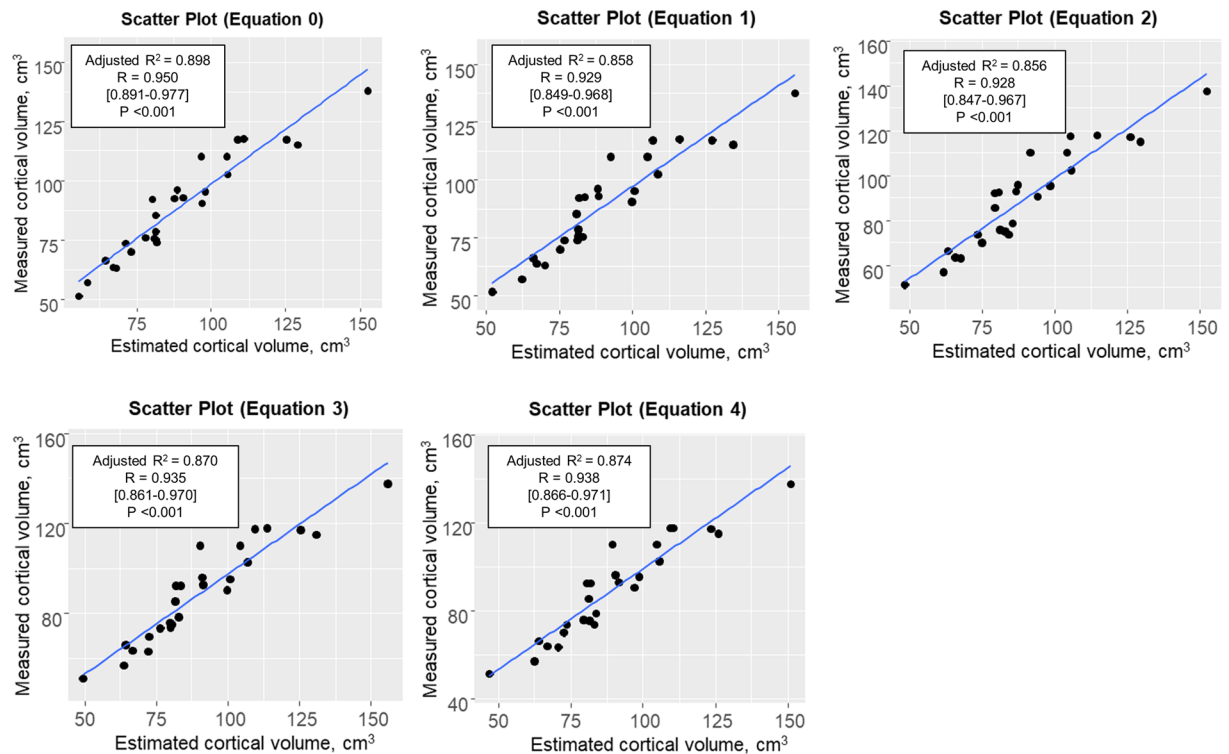 Scatter Plot (Equation 0)
Adjusted R² = 0.898
R = 0.950
[0.891-0.977]
P <0.001
Measured cortical volume, cm³
150
125
100
75
50
75
100
125
150
Estimated cortical volume, cm³
Scatter Plot (Equation 1)
Adjusted R² = 0.858
R = 0.929
[0.849-0.968]
P <0.001
Measured cortical volume, cm³
150
125
100
75
50
50
75
100
125
150
Estimated cortical volume, cm³
Scatter Plot (Equation 2)
Adjusted R² = 0.856
R = 0.928
[0.847-0.967]
P <0.001
Measured cortical volume, cm³
160
140
120
100
80
60
50
75
100
125
150
Estimated cortical volume, cm³
Scatter Plot (Equation 3)
Adjusted R² = 0.870
R = 0.935
[0.861-0.970]
P <0.001
Measured cortical volume, cm³
160
120
80
50
75
100
125
150
Estimated cortical volume, cm³
Scatter Plot (Equation 4)
Adjusted R² = 0.874
R = 0.938
[0.866-0.971]
P <0.001
Measured cortical volume, cm³
160
120
80
40
50
75
100
125
150
Estimated cortical volume, cm³